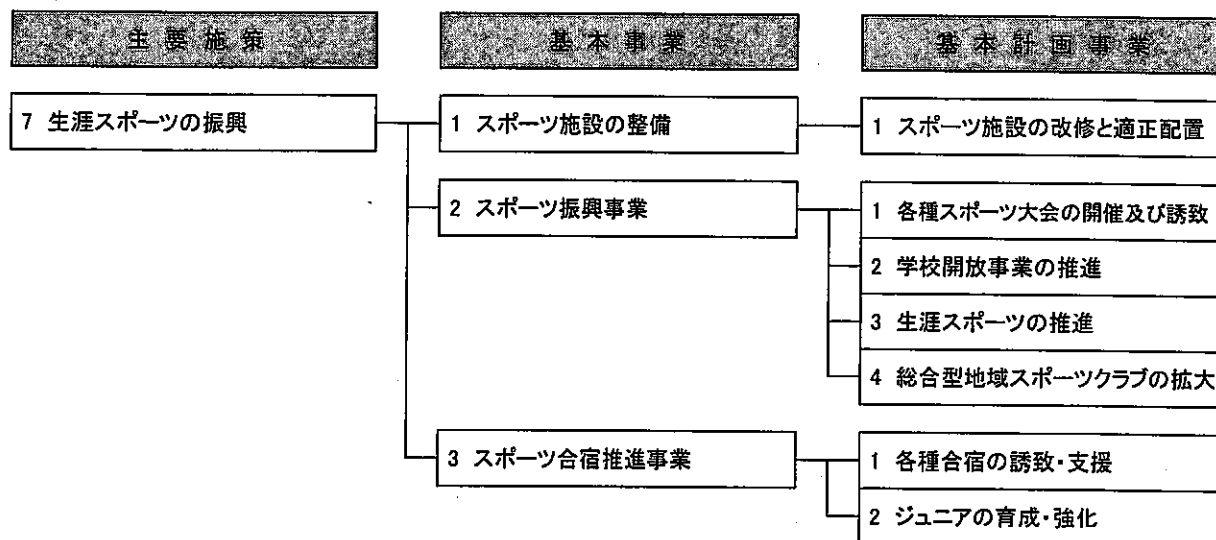 主要施策 基本事業 基本計画事業
7 生涯スポーツの振興 1 スポーツ施設の整備 1 スポーツ施設の改修と適正配置
2 スポーツ振興事業 1 各種スポーツ大会の開催及び誘致
2 学校開放事業の推進
3 生涯スポーツの推進
4 総合型地域スポーツクラブの拡大
3 スポーツ合宿推進事業 1 各種合宿の誘致・支援
2 ジュニアの育成・強化